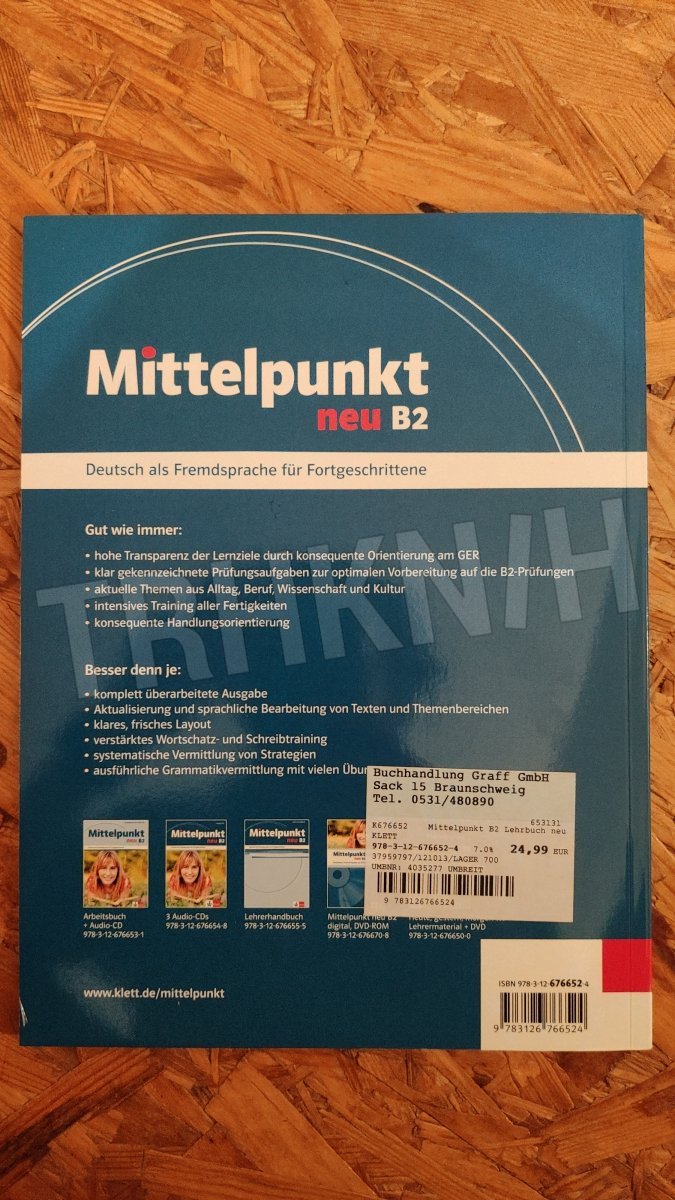 Mittelpunkt
neu B2
Deutsch als Fremdsprache für Fortgeschrittene
Gut wie immer:
• hohe Transparenz der Lernziele durch konsequente Orientierung am GER
• klar gekennzeichnete Prüfungsaufgaben zur optimalen Vorbereitung auf die B2-Prüfungen
• aktuelle Themen aus Alltag, Beruf, Wissenschaft und Kultur
• intensives Training aller Fertigkeiten
• konsequente Handlungsorientierung
Besser denn je:
• komplett überarbeitete Ausgabe
• Aktualisierung und sprachliche Bearbeitung von Texten und Themenbereichen
• klares, frisches Layout
• verstärktes Wortschatz- und Schreibtraining
• systematische Vermittlung von Strategien
• ausführliche Grammatikvermittlung mit vielen
Buchhandlung Graff GmbH
Sack 15 Braunschweig
Tel. 0531/480890
653131
K676652 Mittelpunkt B2 Lehrbuch neu
KLETT
978-3-12-676652-4 7.0% 24,99 EUR
37959797/121013/LAGER 700
UMBNR: 4035277 UMBREIT
9 783126766524
Mittelpunkt
neu B2
Mittelpunkt
neu B2
Mittelpunkt
neu B2
Arbeitsbuch
+ Audio-CD
978-3-12-676653-1
3 Audio-CDs
978-3-12-676654-8
Lehrerhandbuch
978-3-12-676655-5
Mittelpunkt neu B2
digital, DVD-ROM
978-3-12-676670-8
Lehrermaterial + DVD
978-3-12-676650-0
www.klett.de/mittelpunkt
ISBN 978-3-12-676652-4
9 783126 766524